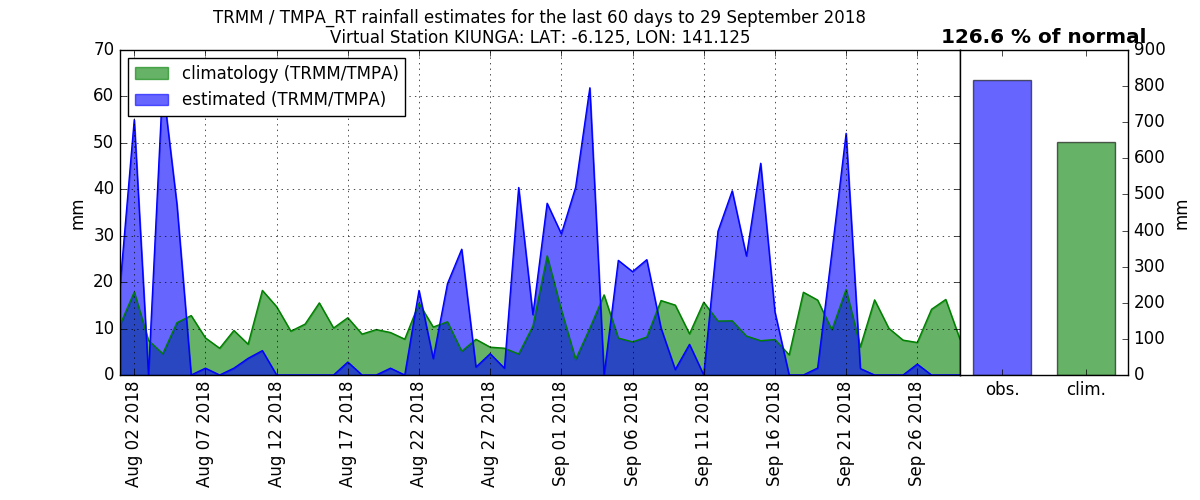 TRMM / TMPA_RT rainfall estimates for the last 60 days to 29 September 2018
Virtual Station KIUNGA: LAT: -6.125, LON: 141.125
126.6 % of normal
climatology (TRMM/TMPA)
estimated (TRMM/TMPA)
70
60
50
40
30
20
10
0
mm
Aug 02 2018
Aug 07 2018
Aug 12 2018
Aug 17 2018
Aug 22 2018
Aug 27 2018
Sep 01 2018
Sep 06 2018
Sep 11 2018
Sep 16 2018
Sep 21 2018
Sep 26 2018
900
800
700
600
500
400
300
200
100
0
mm
obs.
clim.